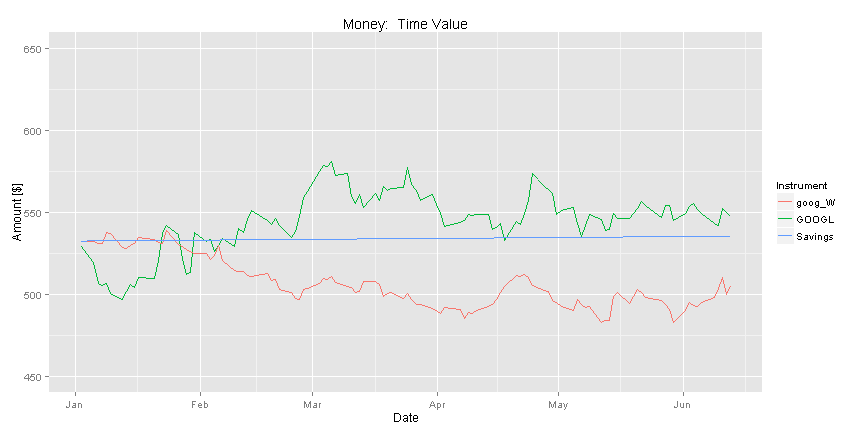 Money:  Time Value
650
600
550
500
450
Amount [$]
Jan Feb Mar Apr May Jun
Date
Instrument
goog_W
GOOGL
Savings